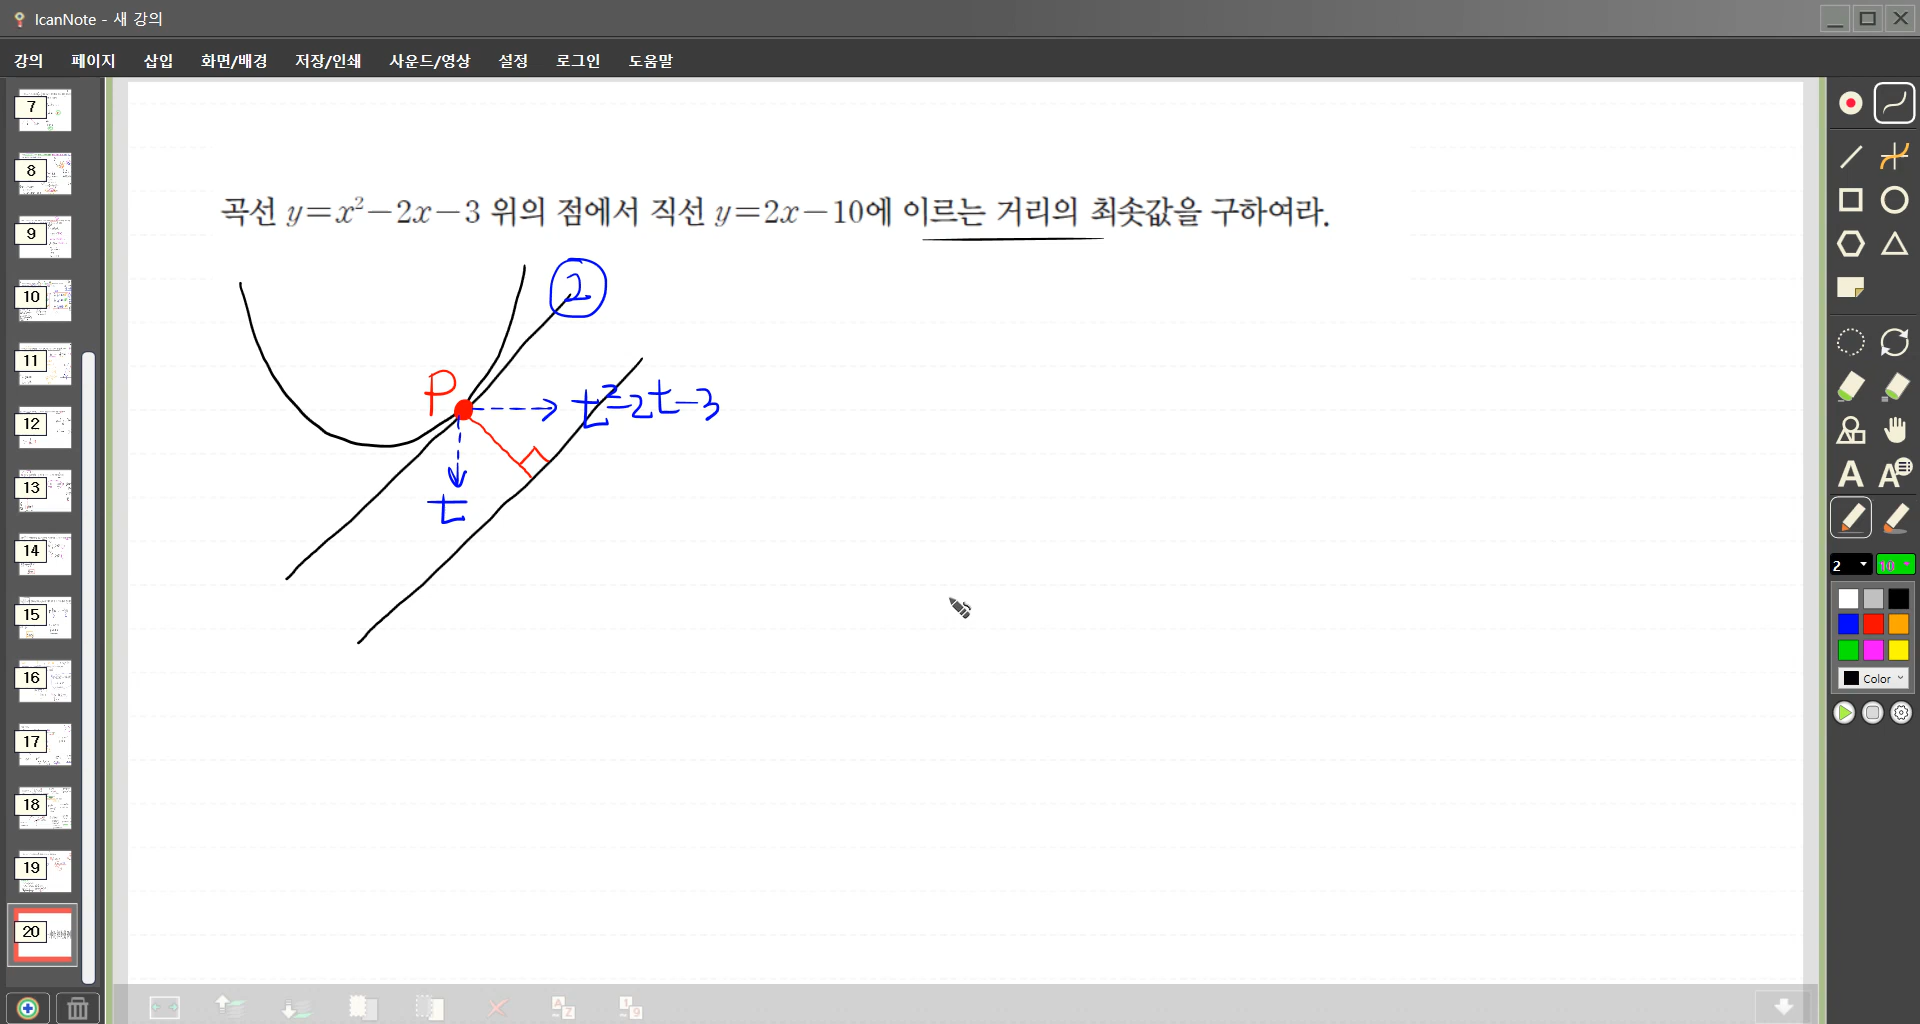 IcanNote - 새 강의
강의 페이지 삽입 화면/배경 저장/인쇄 사운드/영상 설정 로그인 도움말
7
8
9
10
11
12
13
14
15
16
17
18
19
20
곡선 y=x²−2x−3 위의 점에서 직선 y=2x−10에 이르는 거리의 최솟값을 구하여라.
2
P
t²−2t−3
t
2 10
Color